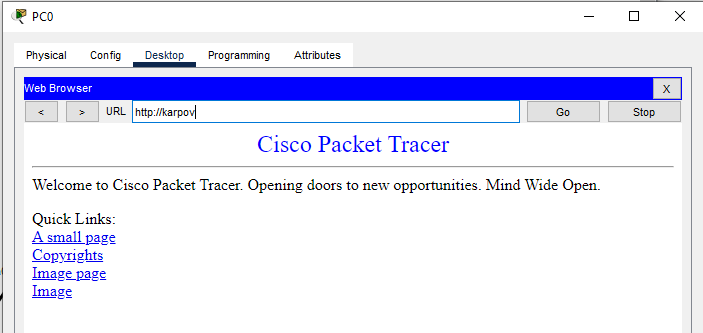 PC0
Physical Config Desktop Programming Attributes
Web Browser X
< > URL http://karpov Go Stop
Cisco Packet Tracer
Welcome to Cisco Packet Tracer. Opening doors to new opportunities. Mind Wide Open.
Quick Links:
A small page
Copyrights
Image page
Image